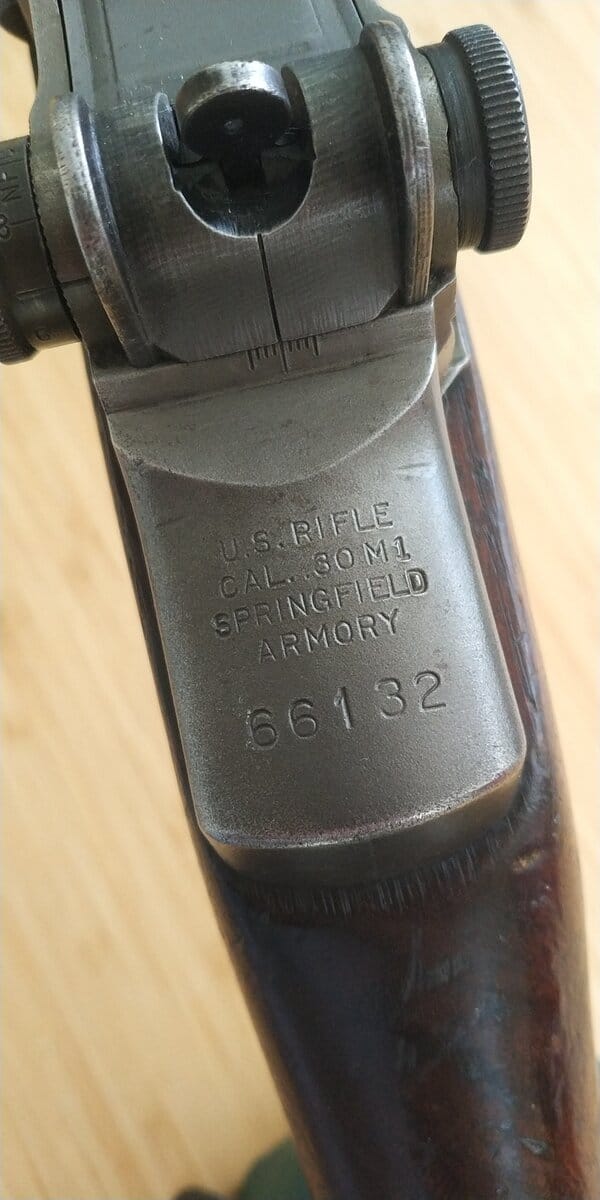 U.S. RIFLE
CAL. .30 M1
SPRINGFIELD
ARMORY
66132